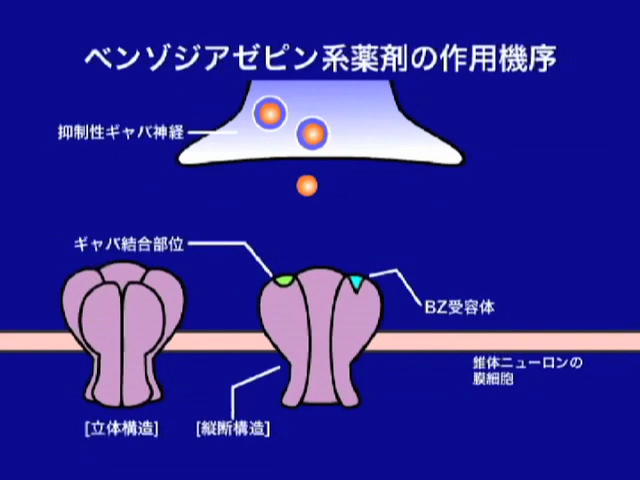 ベンゾジアゼピン系薬剤の作用機序
抑制性ギャバ神経
ギャバ結合部位
BZ受容体
錐体ニューロンの
膜細胞
[立体構造]
[縦断構造]